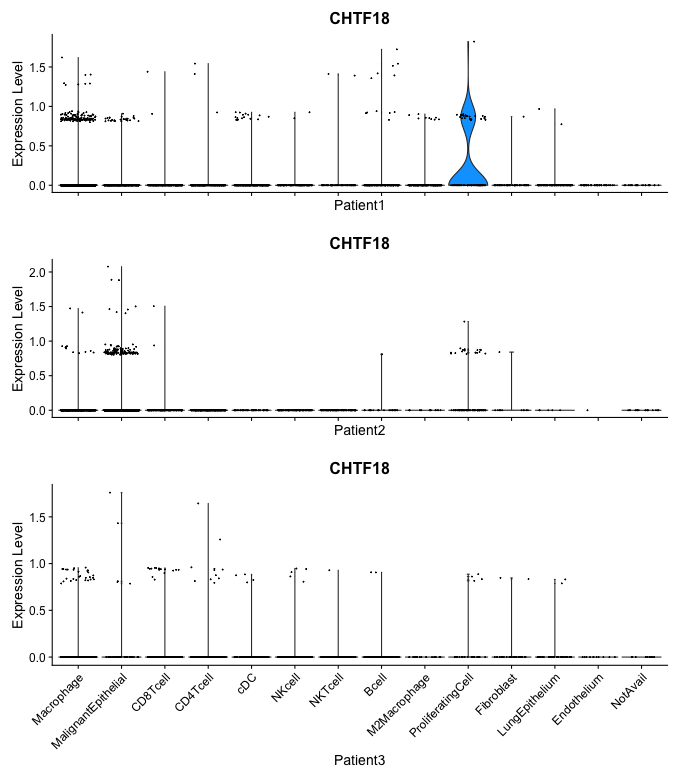 CHTF18
Expression Level
1.5
1.0
0.5
0.0
Patient1
CHTF18
Expression Level
2.0
1.5
1.0
0.5
0.0
Patient2
CHTF18
Expression Level
1.5
1.0
0.5
0.0
Macrophage
MalignantEpithelial
CD8Tcell
CD4Tcell
cDC
NKcell
NKTcell
Bcell
M2Macrophage
ProliferatingCell
Fibroblast
LungEpithelium
Endothelium
NotAvail
Patient3